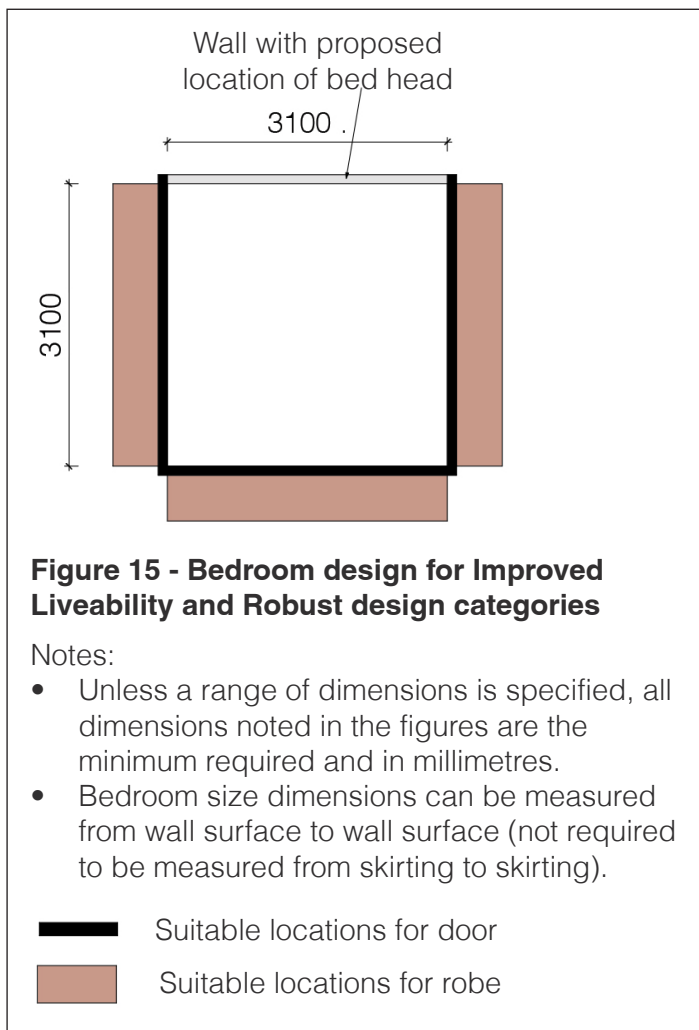 Wall with proposed
location of bed head
3100 .
3100
Figure 15 - Bedroom design for Improved
Liveability and Robust design categories
Notes:
• Unless a range of dimensions is specified, all
dimensions noted in the figures are the
minimum required and in millimetres.
• Bedroom size dimensions can be measured
from wall surface to wall surface (not required
to be measured from skirting to skirting).
Suitable locations for door
Suitable locations for robe